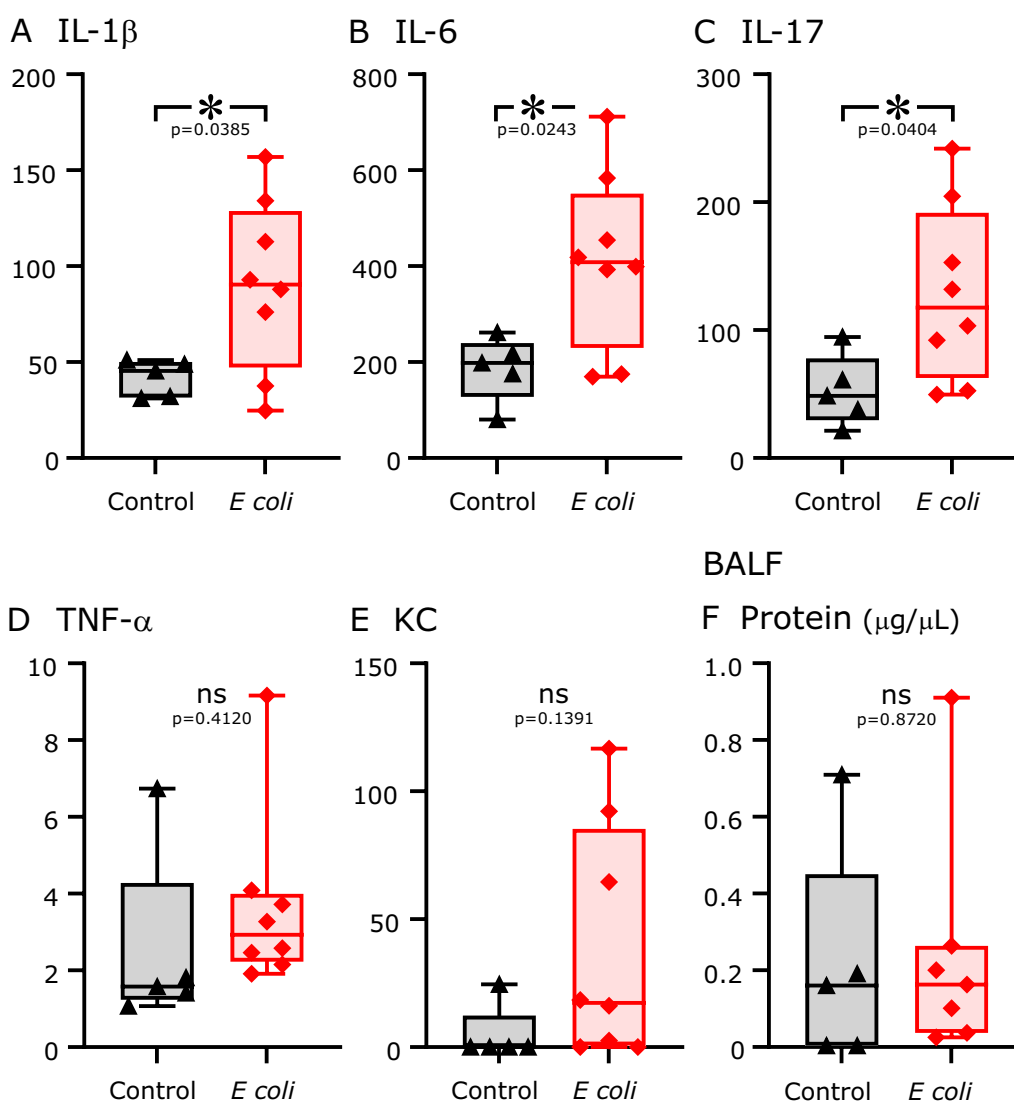 A IL-1β
B IL-6
C IL-17
200
150
100
50
0
*
p=0.0385
Control
E coli
800
600
400
200
0
*
p=0.0243
Control
E coli
300
200
100
0
*
p=0.0404
Control
E coli
BALF
D TNF-α
E KC
F Protein (μg/μL)
10
8
6
4
2
0
ns
p=0.4120
Control
E coli
150
100
50
0
ns
p=0.1391
Control
E coli
1.0
0.8
0.6
0.4
0.2
0
ns
p=0.8720
Control
E coli